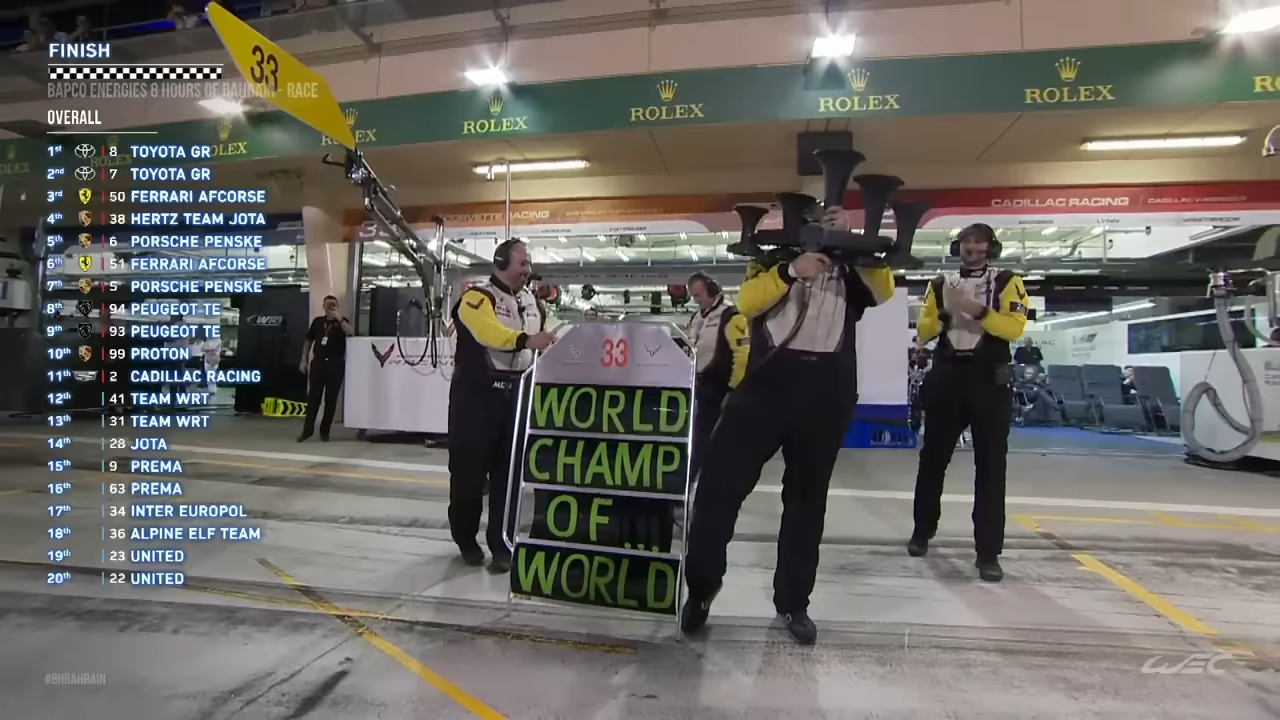 FINISH
BAPCO ENERGIES 8 HOURS OF BAHRAIN - RACE
OVERALL
1st 8 TOYOTA GR
2nd 7 TOYOTA GR
3rd 50 FERRARI AFCORSE
4th 38 HERTZ TEAM JOTA
5th 6 PORSCHE PENSKE
6th 51 FERRARI AFCORSE
7th 5 PORSCHE PENSKE
8th 94 PEUGEOT TE
9th 93 PEUGEOT TE
10th 99 PROTON
11th 2 CADILLAC RACING
12th 41 TEAM WRT
13th 31 TEAM WRT
14th 28 JOTA
15th 9 PREMA
16th 63 PREMA
17th 34 INTER EUROPOL
18th 36 ALPINE ELF TEAM
19th 23 UNITED
20th 22 UNITED
#8HBAHRAIN
33
ROLEX
ROLEX
ROLEX
ROLEX
ROLEX
ROLEX
ROLEX
CORVETTE RACING
CADILLAC RACING
33
WORLD
CHAMP
OF ...
WORLD
WEC